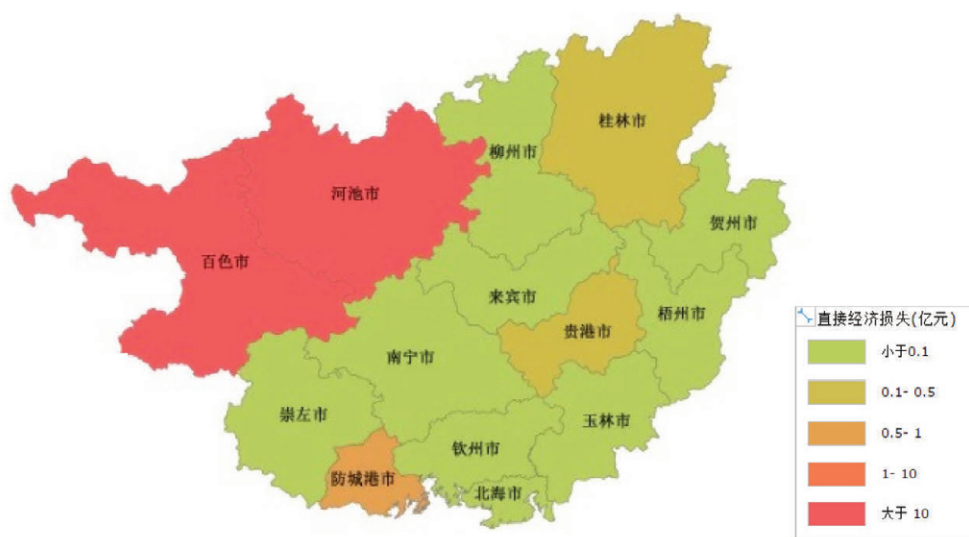 桂林市
柳州市
河池市
贺州市
百色市
来宾市
梧州市
贵港市
南宁市
崇左市
玉林市
钦州市
防城港市
北海市
直接经济损失(亿元)
小于0.1
0.1- 0.5
0.5- 1
1- 10
大于 10